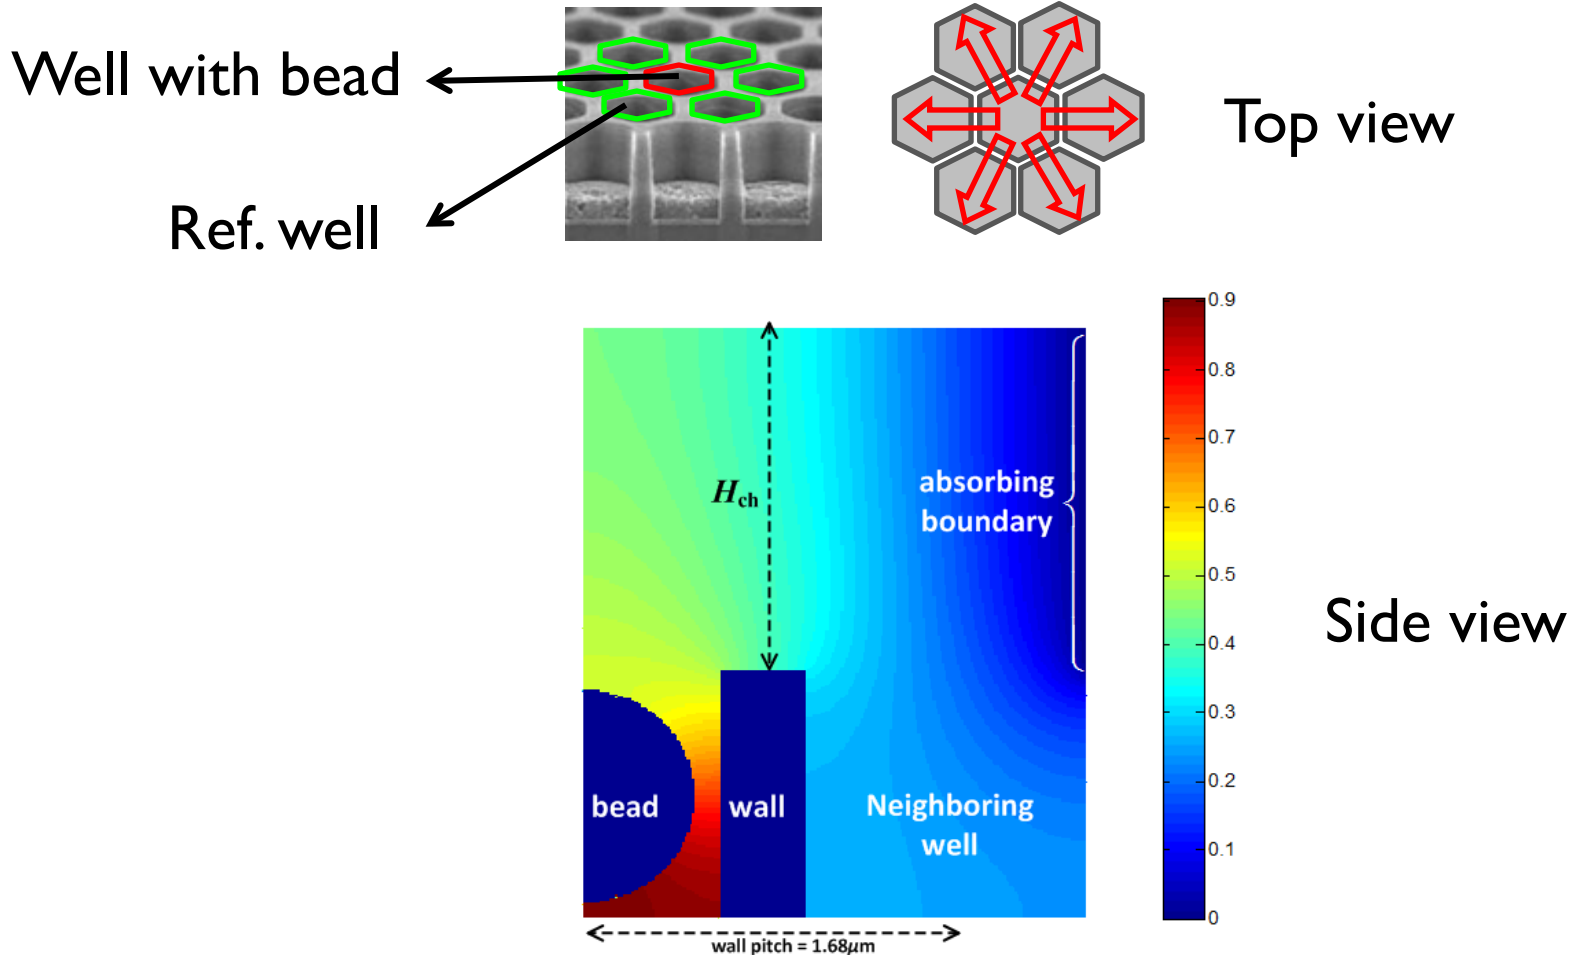 Well with bead
Ref. well
Top view
0.9
0.8
0.7
0.6
0.5
0.4
0.3
0.2
0.1
0
H_ch
absorbing
boundary
Side view
bead
wall
Neighboring
well
wall pitch = 1.68μm